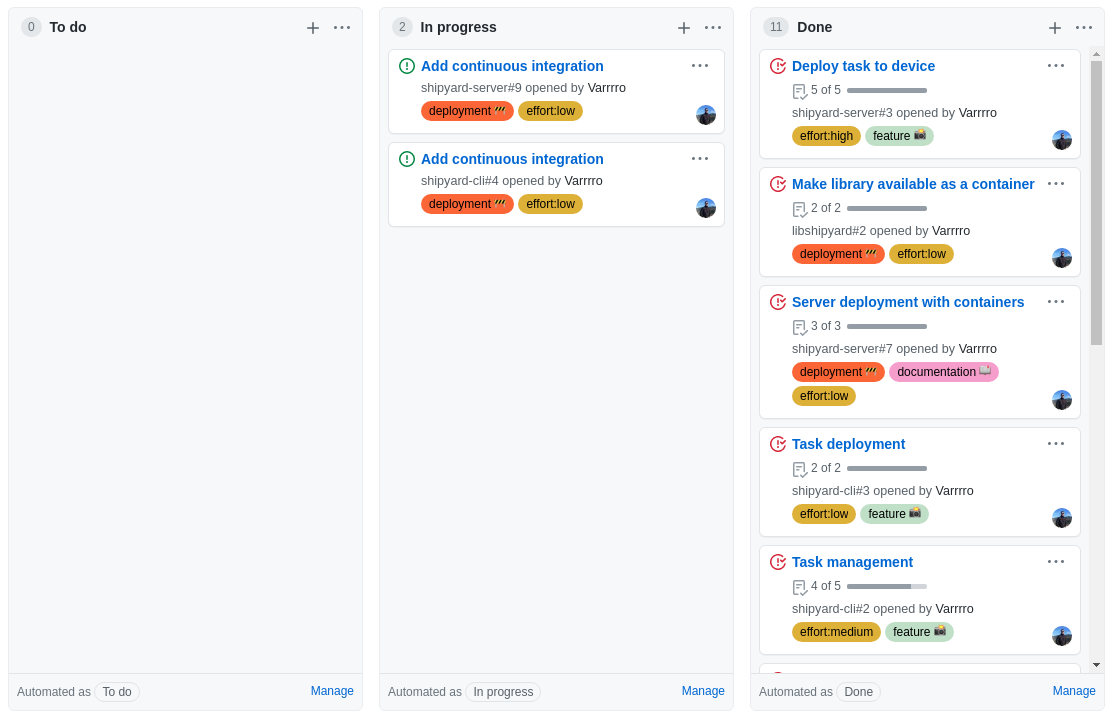 0 To do
2 In progress
Add continuous integration
shipyard-server#9 opened by Varrrro
deployment effort:low
Add continuous integration
shipyard-cli#4 opened by Varrrro
deployment effort:low
11 Done
Deploy task to device
5 of 5
shipyard-server#3 opened by Varrrro
effort:high feature
Make library available as a container
2 of 2
libshipyard#2 opened by Varrrro
deployment effort:low
Server deployment with containers
3 of 3
shipyard-server#7 opened by Varrrro
deployment documentation
effort:low
Task deployment
2 of 2
shipyard-cli#3 opened by Varrrro
effort:low feature
Task management
4 of 5
shipyard-cli#2 opened by Varrrro
effort:medium feature
Automated as To do Manage
Automated as In progress Manage
Automated as Done Manage